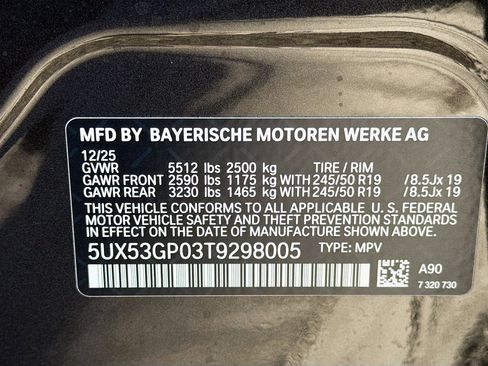 MFD BY BAYERISCHE MOTOREN WERKE AG
12/25
GVWR 5512 lbs 2500 kg TIRE / RIM
GAWR FRONT 2590 lbs 1175 kg WITH 245/50 R19 /8.5Jx 19
GAWR REAR 3230 lbs 1465 kg WITH 245/50 R19 /8.5Jx 19
THIS VEHICLE CONFORMS TO ALL APPLICABLE U. S. FEDERAL
MOTOR VEHICLE SAFETY AND THEFT PREVENTION STANDARDS
IN EFFECT ON THE DATE OF MANUFACTURE SHOWN ABOVE.
5UX53GP03T9298005 TYPE: MPV
A90
7 320 730